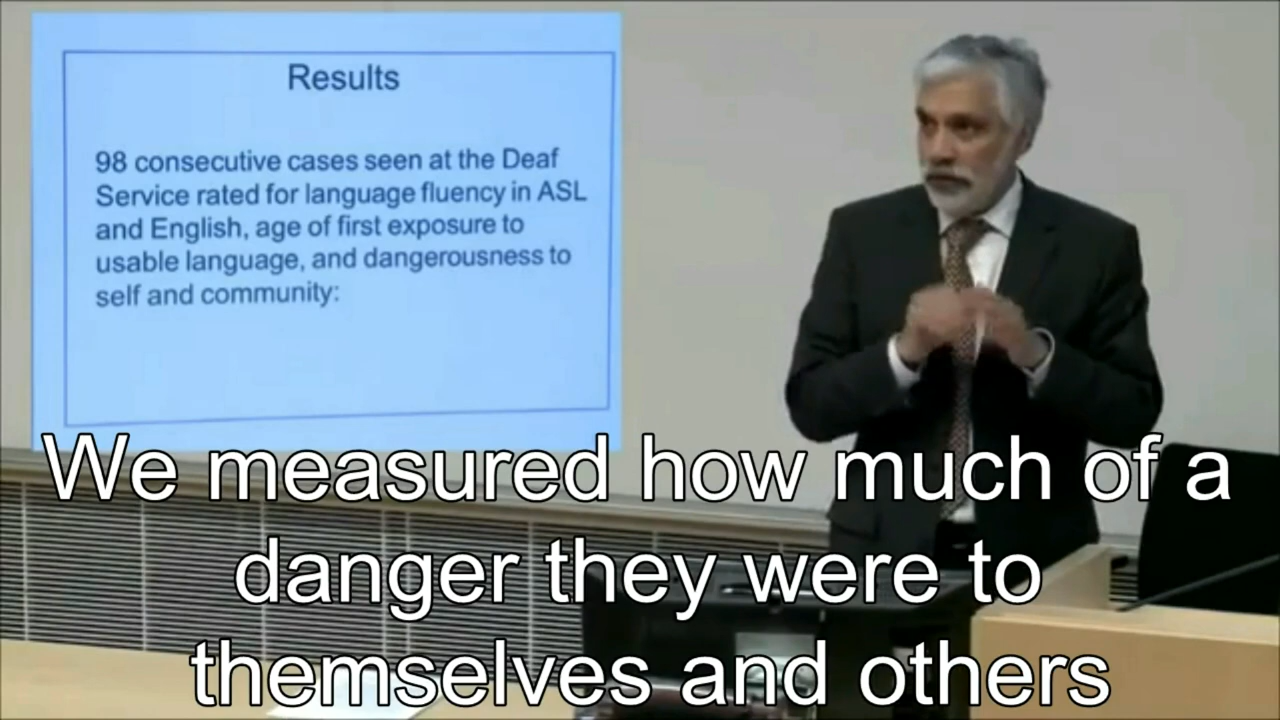 Results
98 consecutive cases seen at the Deaf
Service rated for language fluency in ASL
and English, age of first exposure to
usable language, and dangerousness to
self and community:
We measured how much of a
danger they were to
themselves and others